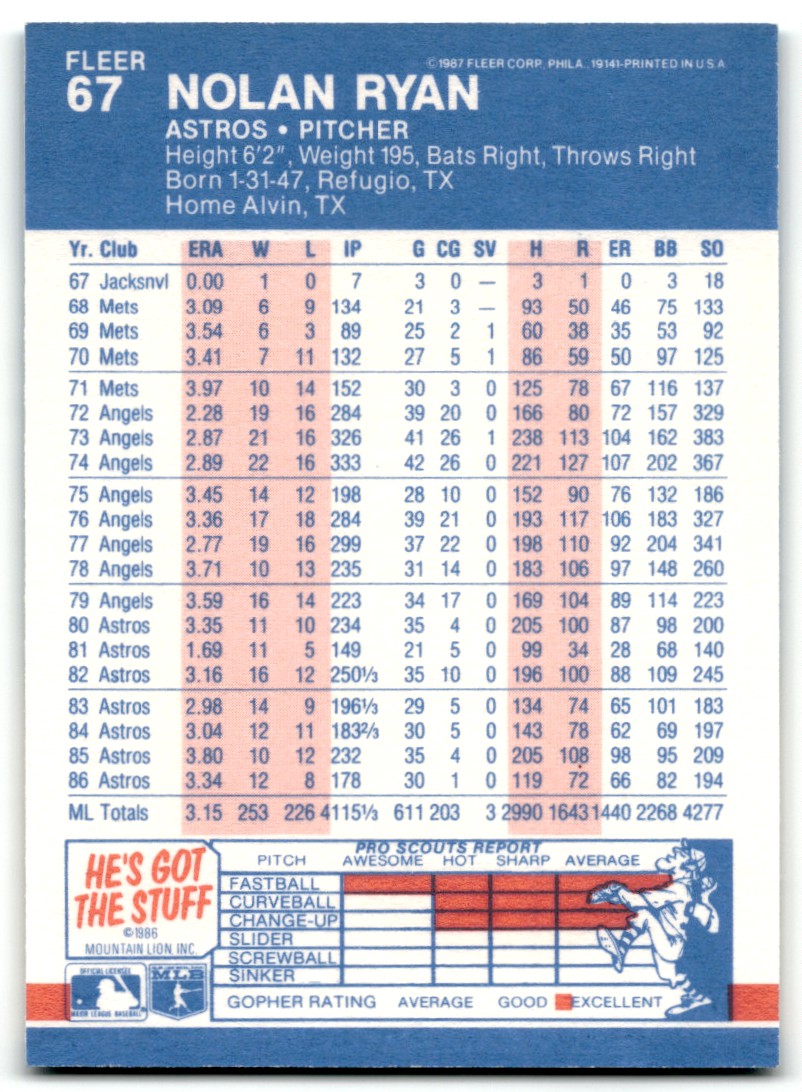 FLEER
67
NOLAN RYAN
©1987 FLEER CORP. PHILA., 19141-PRINTED IN U S A
ASTROS • PITCHER
Height 6'2", Weight 195, Bats Right, Throws Right
Born 1-31-47, Refugio, TX
Home Alvin, TX
Yr. Club ERA W L IP G CG SV H R ER BB SO
67 Jacksnvl 0.00 1 0 7 3 0 — 3 1 0 3 18
68 Mets 3.09 6 9 134 21 3 — 93 50 46 75 133
69 Mets 3.54 6 3 89 25 2 1 60 38 35 53 92
70 Mets 3.41 7 11 132 27 5 1 86 59 50 97 125
71 Mets 3.97 10 14 152 30 3 0 125 78 67 116 137
72 Angels 2.28 19 16 284 39 20 0 166 80 72 157 329
73 Angels 2.87 21 16 326 41 26 1 238 113 104 162 383
74 Angels 2.89 22 16 333 42 26 0 221 127 107 202 367
75 Angels 3.45 14 12 198 28 10 0 152 90 76 132 186
76 Angels 3.36 17 18 284 39 21 0 193 117 106 183 327
77 Angels 2.77 19 16 299 37 22 0 198 110 92 204 341
78 Angels 3.71 10 13 235 31 14 0 183 106 97 148 260
79 Angels 3.59 16 14 223 34 17 0 169 104 89 114 223
80 Astros 3.35 11 10 234 35 4 0 205 100 87 98 200
81 Astros 1.69 11 5 149 21 5 0 99 34 28 68 140
82 Astros 3.16 16 12 250⅓ 35 10 0 196 100 88 109 245
83 Astros 2.98 14 9 196⅓ 29 5 0 134 74 65 101 183
84 Astros 3.04 12 11 183⅔ 30 5 0 143 78 62 69 197
85 Astros 3.80 10 12 232 35 4 0 205 108 98 95 209
86 Astros 3.34 12 8 178 30 1 0 119 72 66 82 194
ML Totals 3.15 253 226 4115⅓ 611 203 3 2990 1643 1440 2268 4277
HE'S GOT
THE STUFF
©1986
MOUNTAIN LION, INC.
OFFICIAL LICENSEE
MAJOR LEAGUE BASEBALL
MLB
PRO SCOUTS REPORT
PITCH AWESOME HOT SHARP AVERAGE
FASTBALL
CURVEBALL
CHANGE-UP
SLIDER
SCREWBALL
SINKER
GOPHER RATING AVERAGE GOOD EXCELLENT